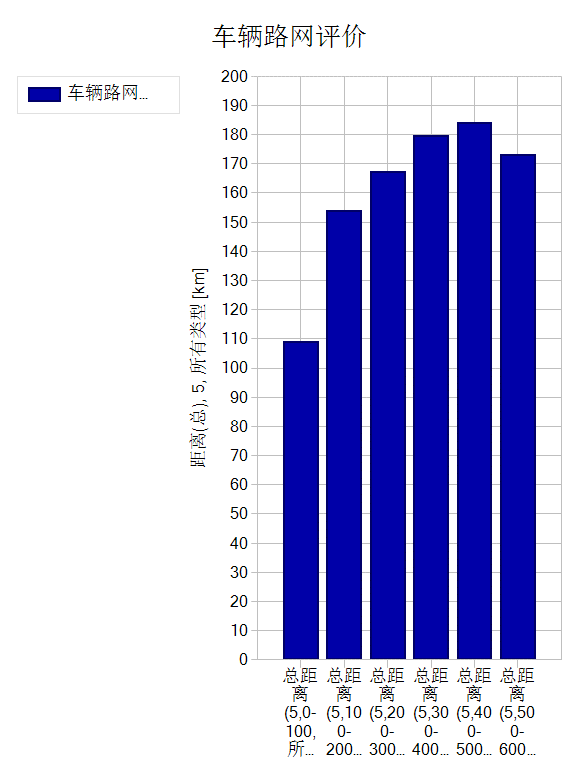 车辆路网评价
车辆路网...
距离(总), 5, 所有类型 [km]
200
190
180
170
160
150
140
130
120
110
100
90
80
70
60
50
40
30
20
10
0
总距
离
(5,0-
100,
所...
总距
离
(5,10
0-
200...
总距
离
(5,20
0-
300...
总距
离
(5,30
0-
400...
总距
离
(5,40
0-
500...
总距
离
(5,50
0-
600...